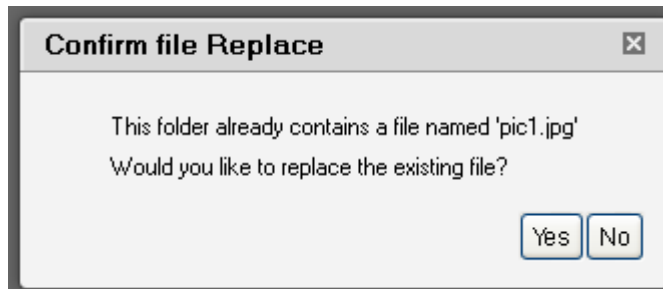 Confirm file Replace
This folder already contains a file named 'pic1.jpg'
Would you like to replace the existing file?
Yes No